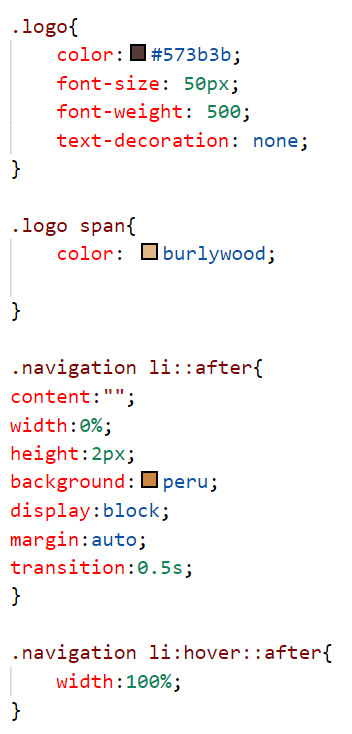 .logo{
    color: #573b3b;
    font-size: 50px;
    font-weight: 500;
    text-decoration: none;
}

.logo span{
    color: burlywood;

}

.navigation li::after{
content:"";
width:0%;
height:2px;
background: peru;
display:block;
margin:auto;
transition:0.5s;
}

.navigation li:hover::after{
    width:100%;
}